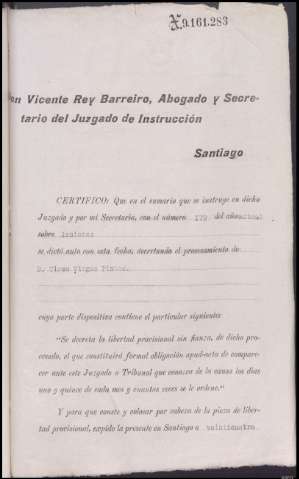 9.161.283
on Vicente Rey Barreiro, Abogado y Secre-
tario del Juzgado de Instrucción
Santiago
CERTIFICO: Que en el sumario que se instruye en dicho
Juzgado y por mi Secretaría, con el número 172 del año actual
sobre lesiones
se dictó auto con esta fecha, decretando el procesamiento de
D.
cuya parte dispositiva contiene el particular siguiente:
"Se decreta la libertad provisional sin fianza, de dicho pro-
cesado, el que constituirá formal obligación apud-acta de compare-
cer ante este Juzgado o Tribunal que conozca de la causa los días
uno y quince de cada mes y cuantas veces se le ordene."
Y para que conste y colocar por cabeza de la pieza de liber-
tad provisional, expido la presente en Santiago a veinticuatro